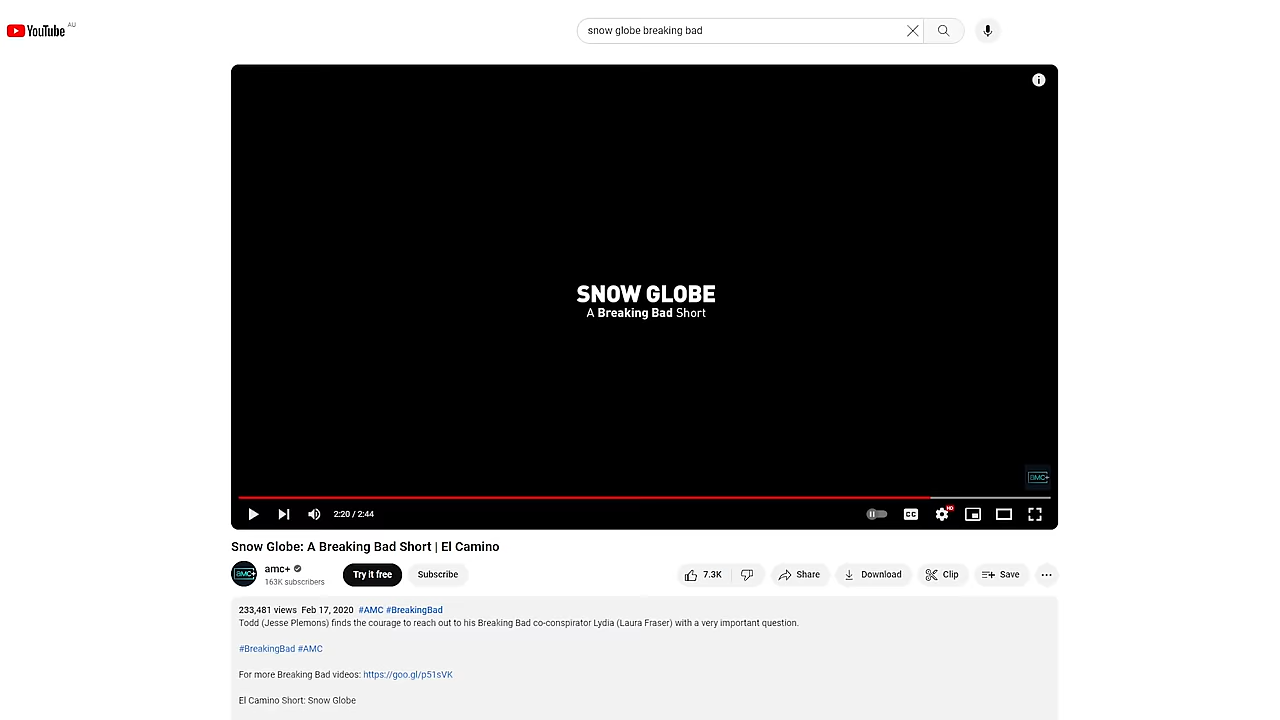 YouTube AU
snow globe breaking bad
SNOW GLOBE
A Breaking Bad Short
amc+
2:20 / 2:44
CC
HD
Snow Globe: A Breaking Bad Short | El Camino
amc+
amc+
163K subscribers
Try it free
Subscribe
7.3K
Share
Download
Clip
Save
233,481 views Feb 17, 2020 #AMC #BreakingBad
Todd (Jesse Plemons) finds the courage to reach out to his Breaking Bad co-conspirator Lydia (Laura Fraser) with a very important question.
#BreakingBad #AMC
For more Breaking Bad videos: https://goo.gl/p51sVK
El Camino Short: Snow Globe